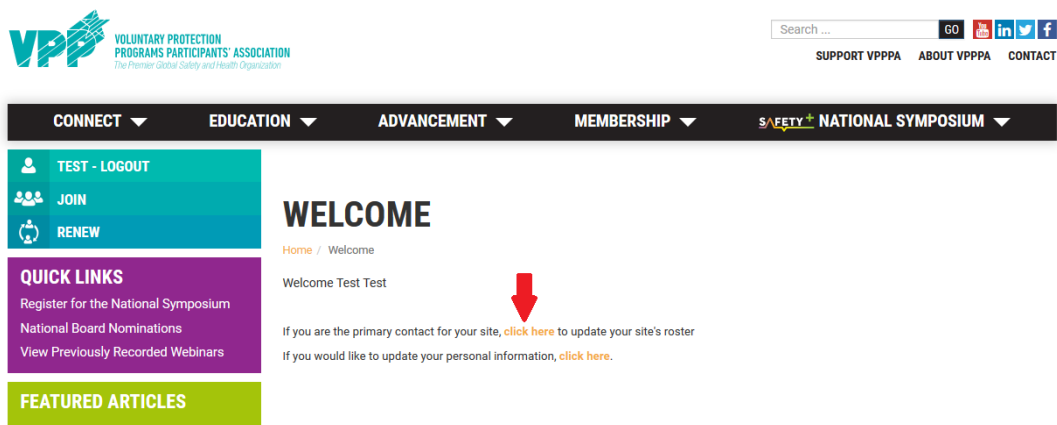 VPP
VOLUNTARY PROTECTION
PROGRAMS PARTICIPANTS' ASSOCIATION
The Premier Global Safety and Health Organization
Search ...
GO
You Tube
in
f
SUPPORT VPPPA ABOUT VPPPA CONTACT
CONNECT EDUCATION ADVANCEMENT MEMBERSHIP SAFETY+ NATIONAL SYMPOSIUM
TEST - LOGOUT
JOIN
RENEW
QUICK LINKS
Register for the National Symposium
National Board Nominations
View Previously Recorded Webinars
FEATURED ARTICLES
WELCOME
Home / Welcome
Welcome Test Test
If you are the primary contact for your site, click here to update your site's roster
If you would like to update your personal information, click here.